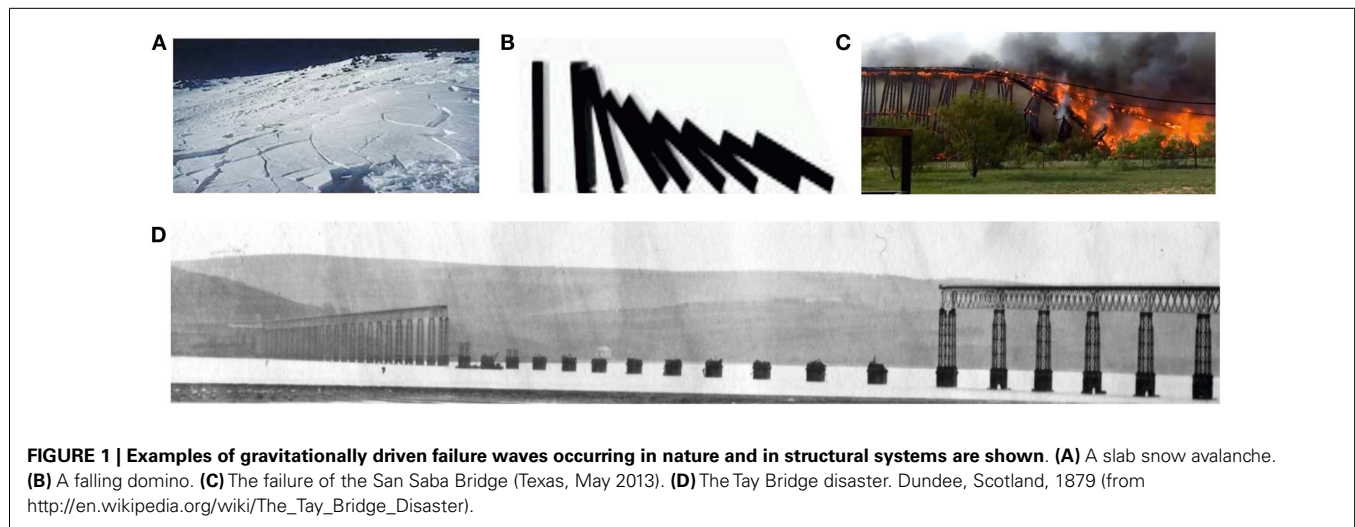 A
B
C
D
FIGURE 1 | Examples of gravitationally driven failure waves occurring in nature and in structural systems are shown. (A) A slab snow avalanche.
(B) A falling domino. (C) The failure of the San Saba Bridge (Texas, May 2013). (D) The Tay Bridge disaster. Dundee, Scotland, 1879 (from
http://en.wikipedia.org/wiki/The_Tay_Bridge_Disaster).